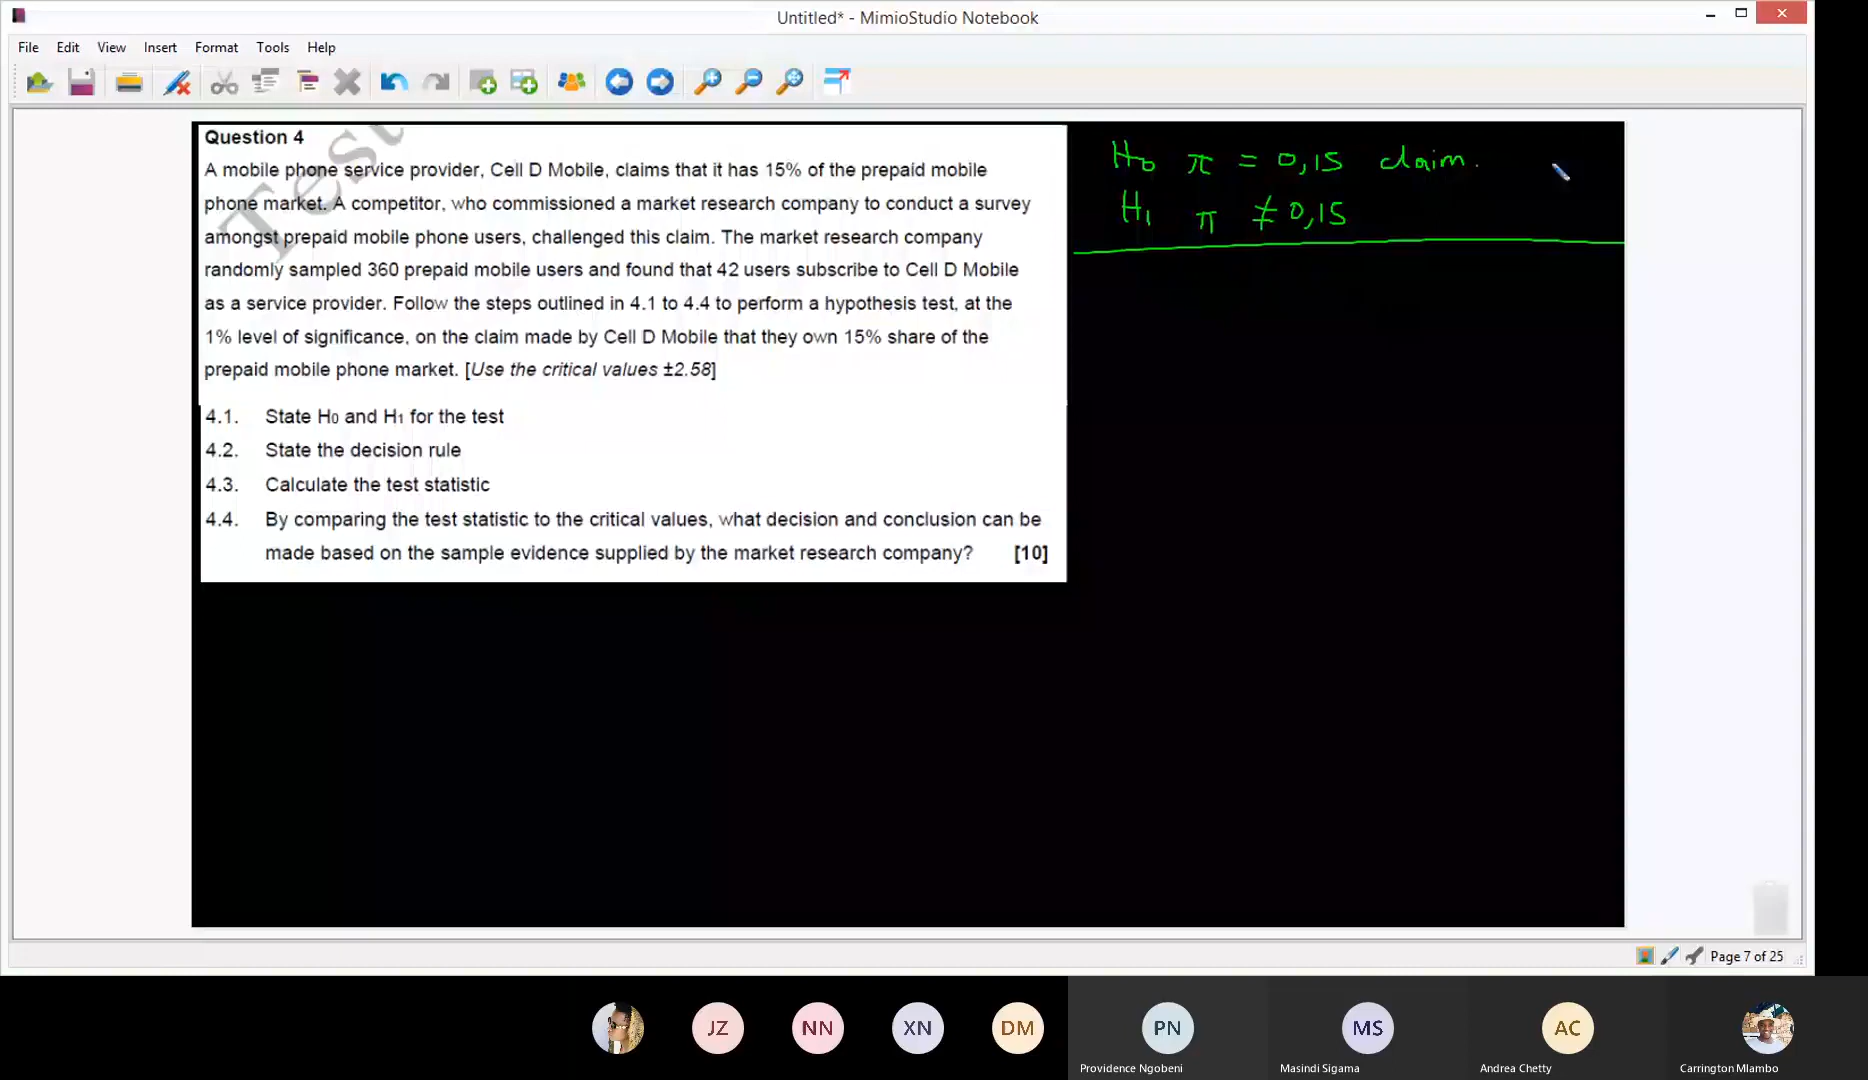 Untitled* - MimioStudio Notebook
File Edit View Insert Format Tools Help
Test
Question 4
A mobile phone service provider, Cell D Mobile, claims that it has 15% of the prepaid mobile
phone market. A competitor, who commissioned a market research company to conduct a survey
amongst prepaid mobile phone users, challenged this claim. The market research company
randomly sampled 360 prepaid mobile users and found that 42 users subscribe to Cell D Mobile
as a service provider. Follow the steps outlined in 4.1 to 4.4 to perform a hypothesis test, at the
1% level of significance, on the claim made by Cell D Mobile that they own 15% share of the
prepaid mobile phone market. [Use the critical values ±2.58]
4.1. State H0 and H1 for the test
4.2. State the decision rule
4.3. Calculate the test statistic
4.4. By comparing the test statistic to the critical values, what decision and conclusion can be
made based on the sample evidence supplied by the market research company? [10]
H0 π = 0,15 claim.
H1 π ≠ 0,15
Page 7 of 25
JZ NN XN DM PN MS AC
Providence Ngobeni Masindi Sigama Andrea Chetty Carrington Mlambo